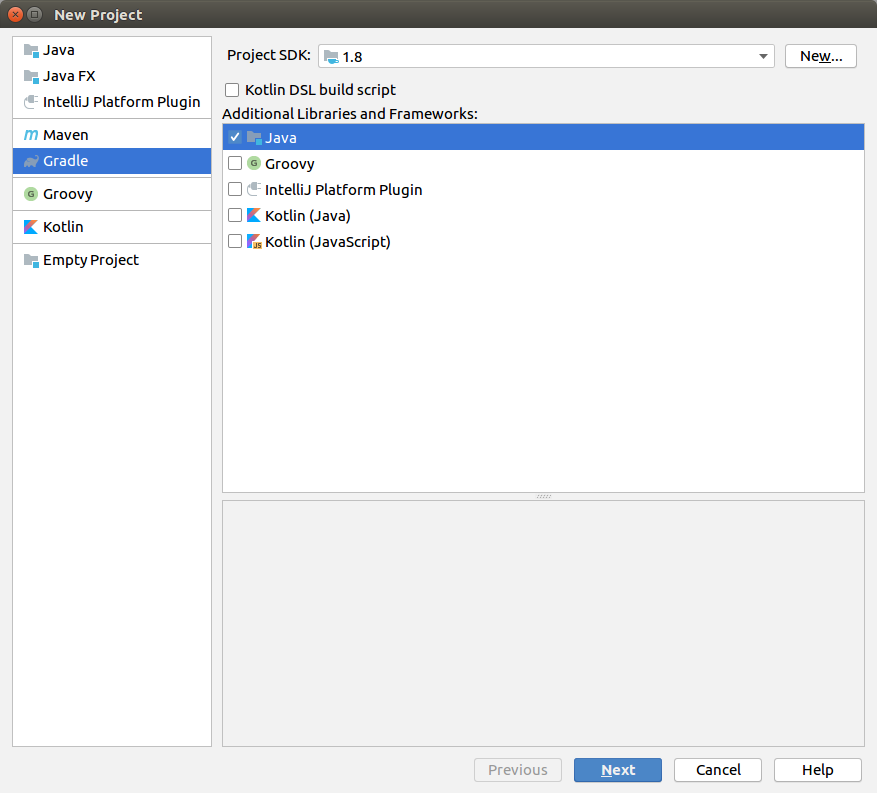 New Project
Java
Java FX
IntelliJ Platform Plugin
Maven
Gradle
Groovy
Kotlin
Empty Project
Project SDK: 1.8 New...
Kotlin DSL build script
Additional Libraries and Frameworks:
Java
Groovy
IntelliJ Platform Plugin
Kotlin (Java)
Kotlin (JavaScript)
Previous Next Cancel Help